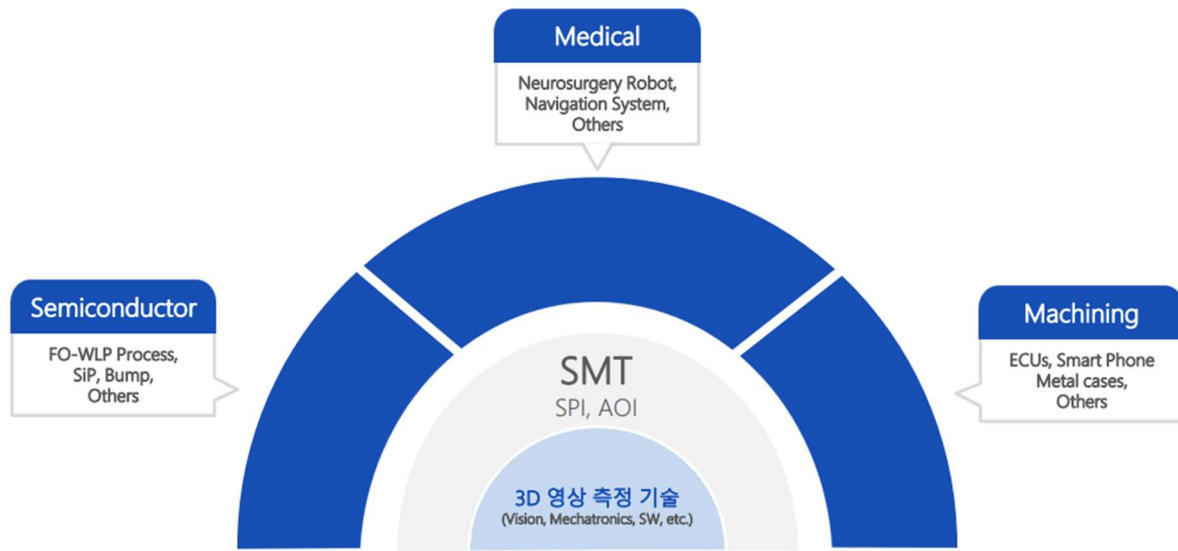 Medical
Neurosurgery Robot,
Navigation System,
Others
Semiconductor
FO-WLP Process,
SiP, Bump,
Others
Machining
ECUs, Smart Phone
Metal cases,
Others
SMT
SPI, AOI
3D 영상 측정 기술
(Vision, Mechatronics, SW, etc.)